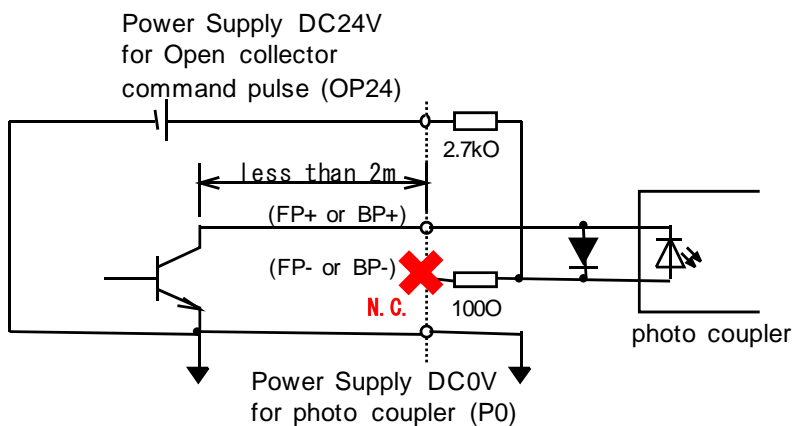 Power Supply DC24V
for Open collector
command pulse (OP24)
2.7kO
less than 2m
(FP+ or BP+)
(FP- or BP-)
N.C.
100O
photo coupler
Power Supply DC0V
for photo coupler (P0)